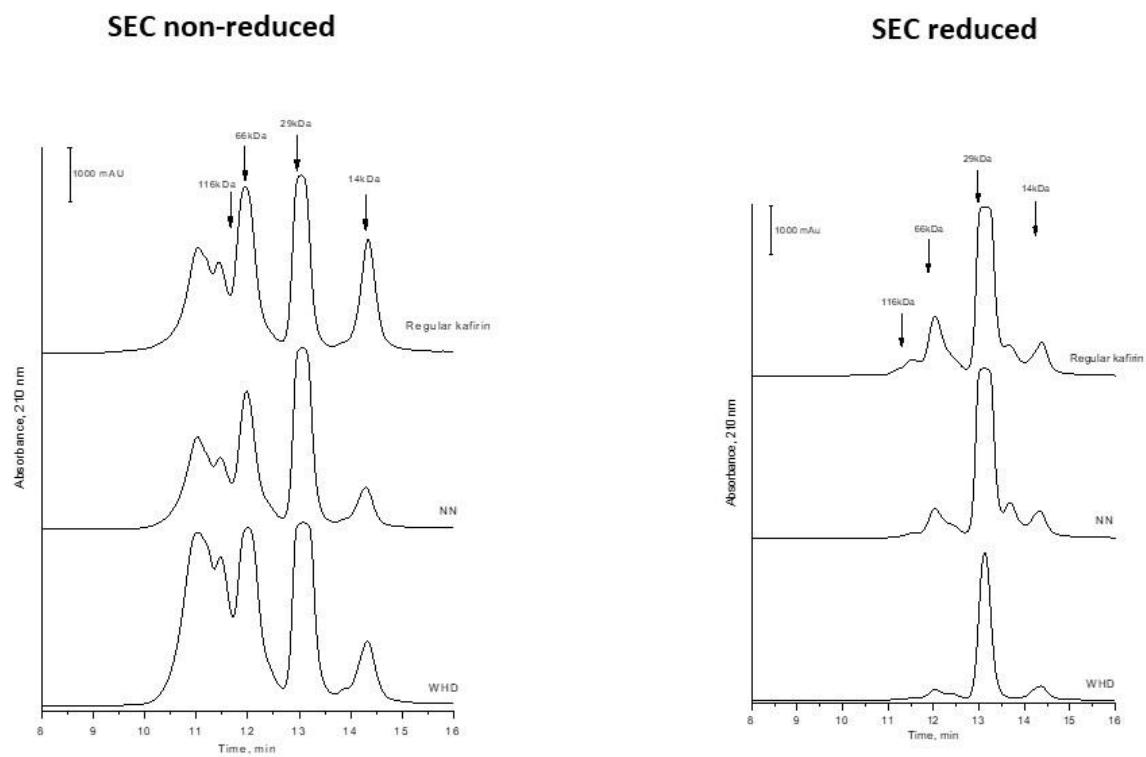 SEC non-reduced
1000 mAU
116kDa
66kDa
29kDa
14kDa
Regular kafirin
NN
WHD
Absorbance, 210 nm
8 9 10 11 12 13 14 15 16
Time, min
SEC reduced
1000 mAu
116kDa
66kDa
29kDa
14kDa
Regular kafirin
NN
WHD
Absorbance, 210 nm
8 9 10 11 12 13 14 15 16
Time, min